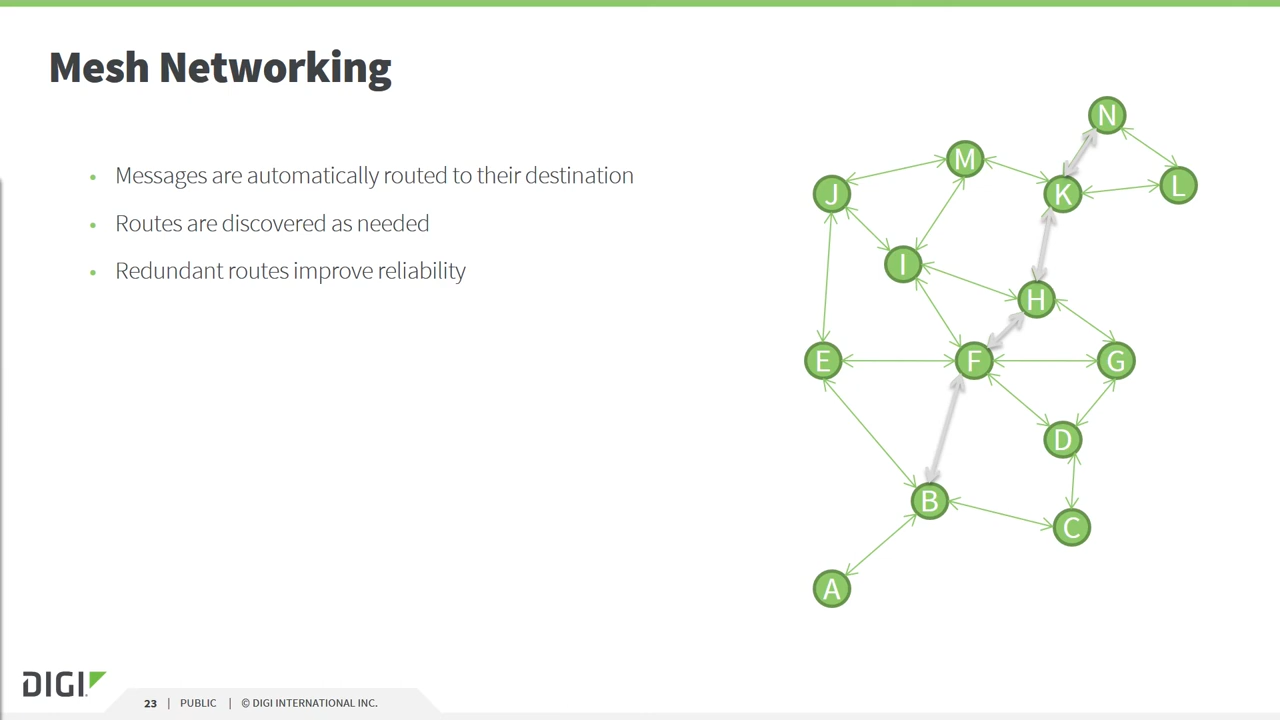 Mesh Networking
• Messages are automatically routed to their destination
• Routes are discovered as needed
• Redundant routes improve reliability
N
M
L
K
J
I
H
F
E
G
D
B
C
A
DIGI
23 | PUBLIC | © DIGI INTERNATIONAL INC.